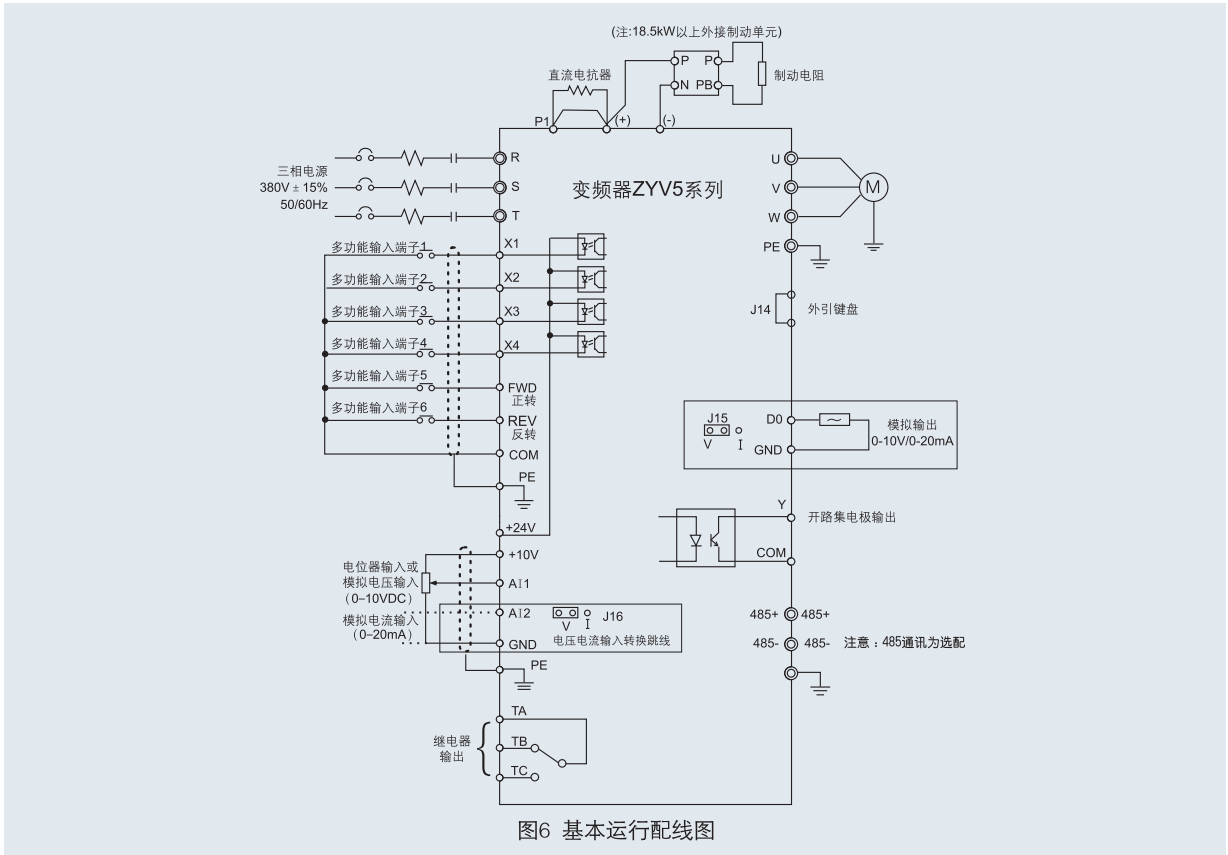 (注:18.5kW以上外接制动单元)
直流电抗器
P
P
N
PB
制动电阻
P1
(+)
(-)
三相电源
380V ± 15%
50/60Hz
R
S
T
变频器ZYV5系列
U
V
W
PE
M
多功能输入端子1
X1
多功能输入端子2
X2
多功能输入端子3
X3
多功能输入端子4
X4
多功能输入端子5
FWD
正转
多功能输入端子6
REV
反转
COM
PE
+24V
J14
外引键盘
J15
V
I
D0
GND
模拟输出
0-10V/0-20mA
Y
开路集电极输出
COM
+10V
电位器输入或
模拟电压输入
(0-10VDC)
AI1
模拟电流输入
(0-20mA)
AI2
V
I
J16
电压电流输入转换跳线
GND
PE
485+
485+
485-
485-
注意：485通讯为选配
继电器
输出
TA
TB
TC
图6 基本运行配线图